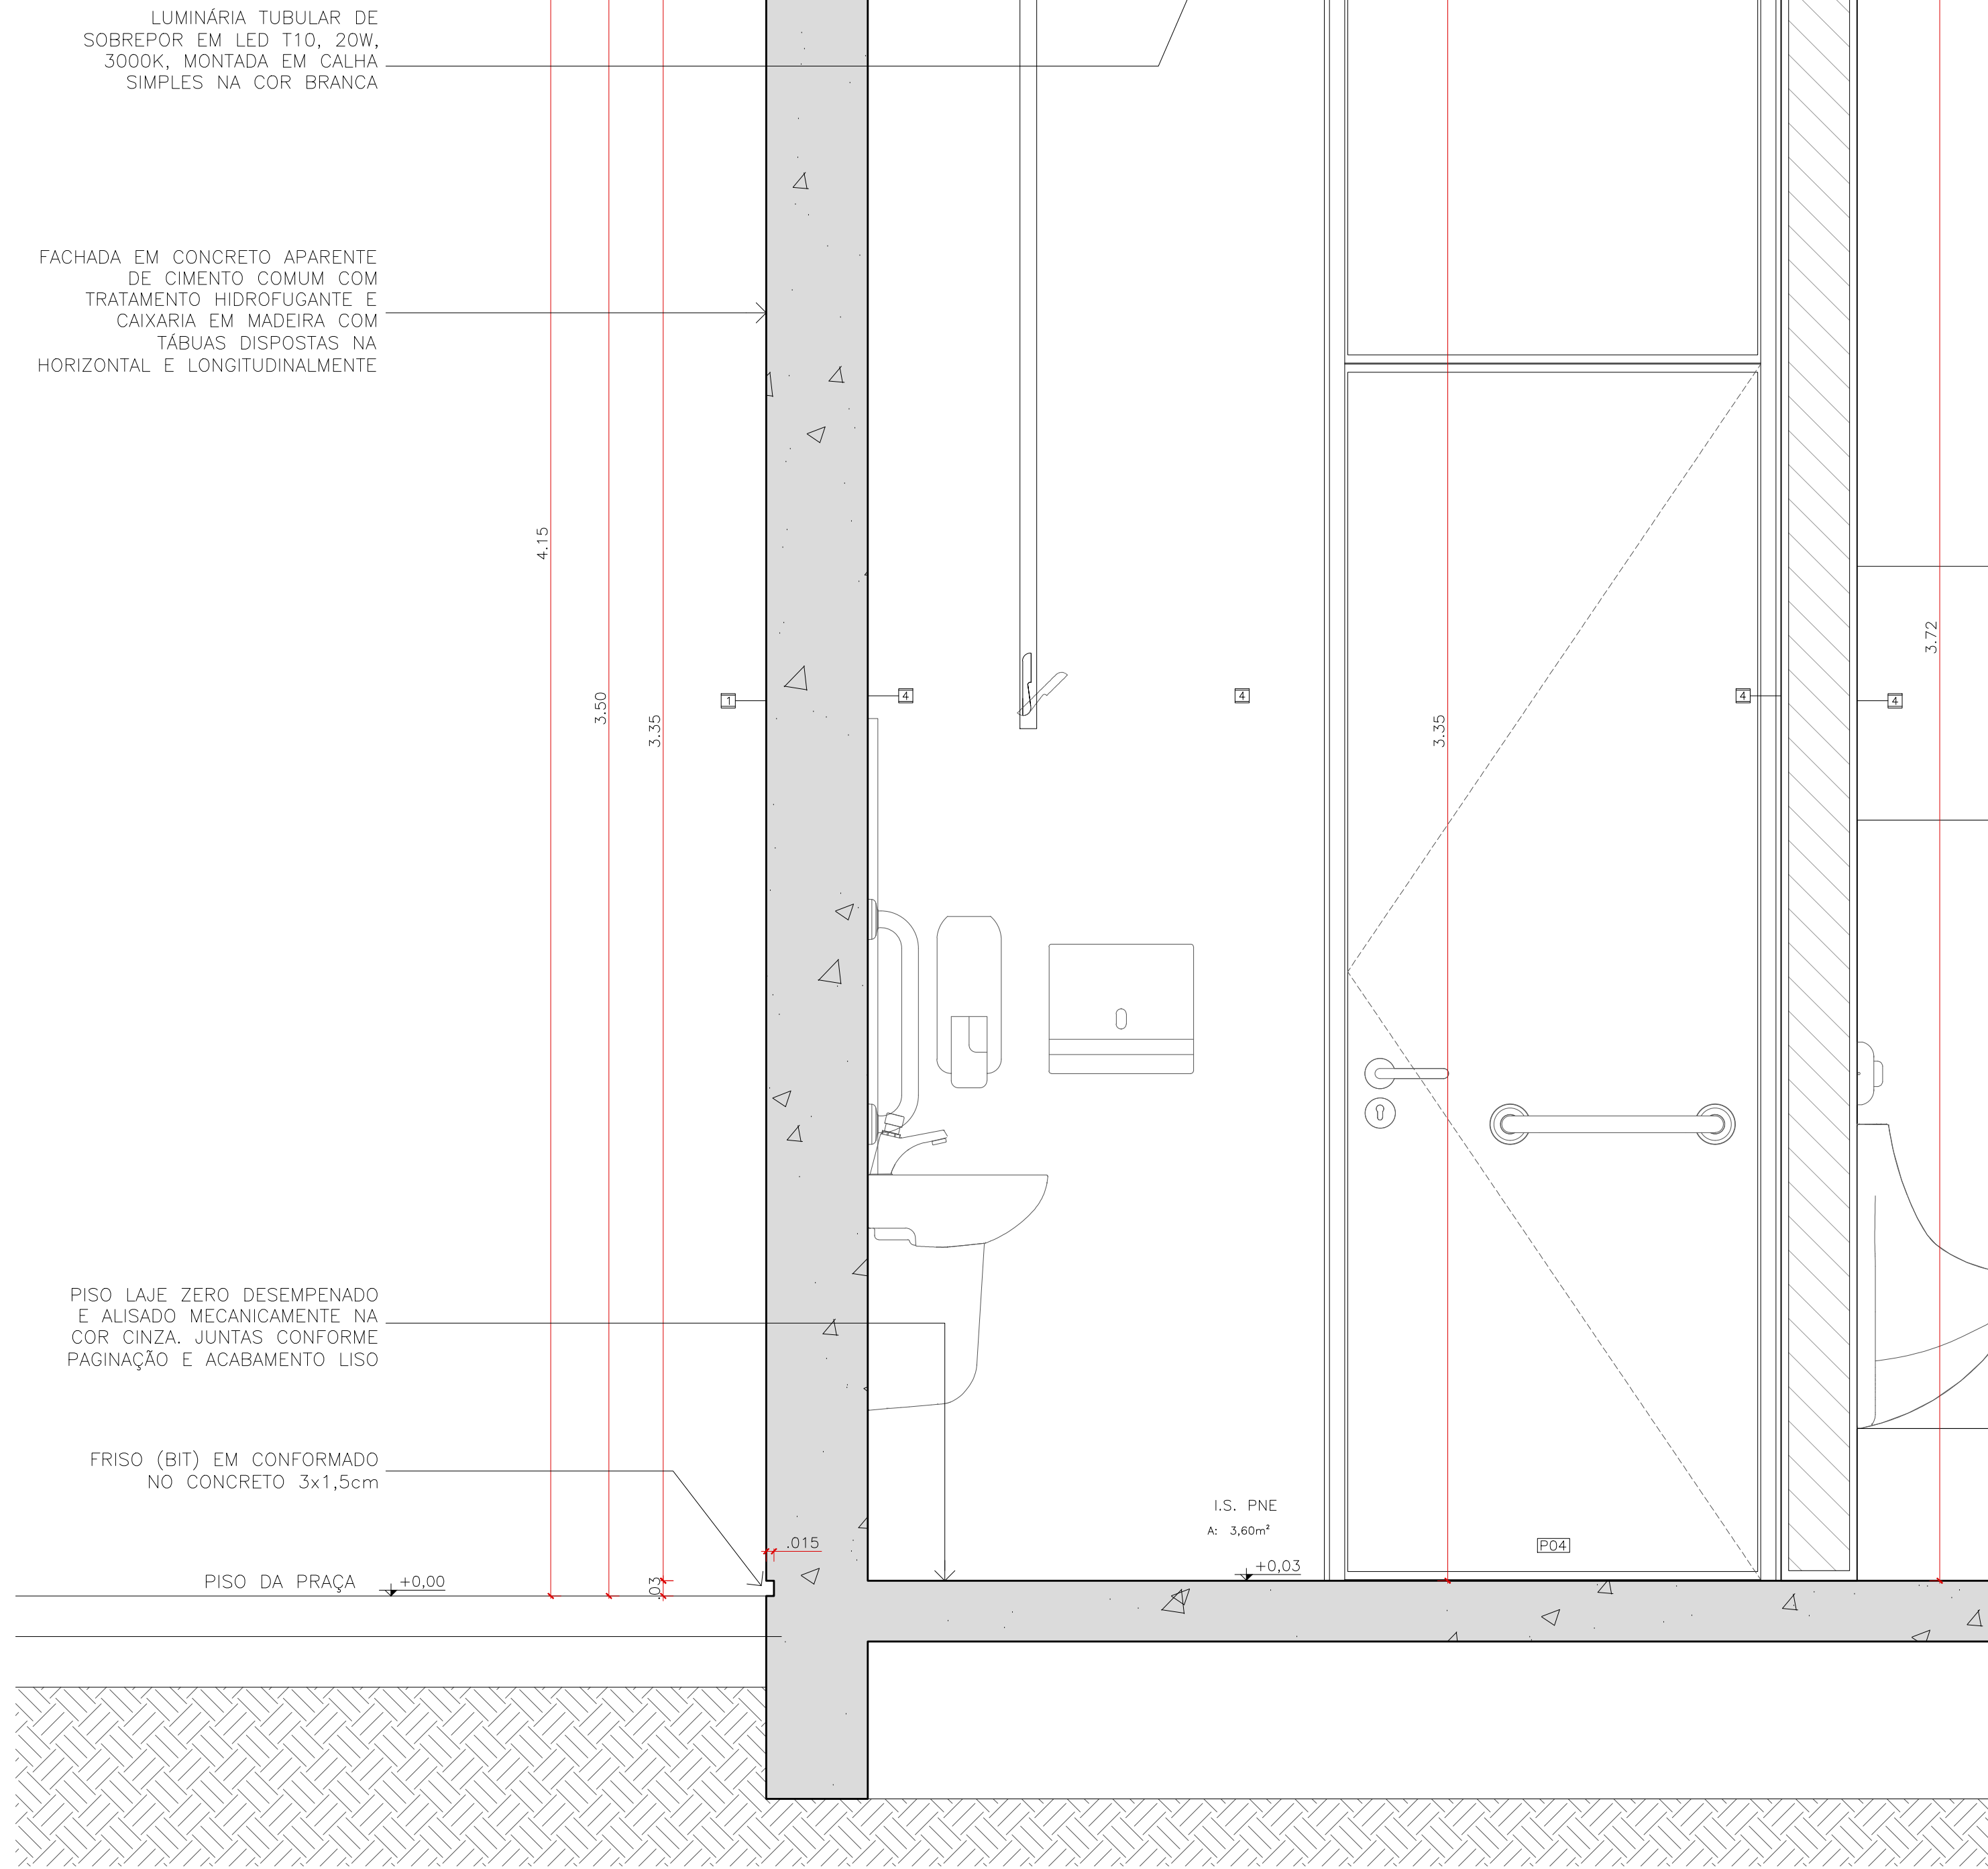 LUMINÁRIA TUBULAR DE
SOBREPOR EM LED T10, 20W,
3000K, MONTADA EM CALHA
SIMPLES NA COR BRANCA
FACHADA EM CONCRETO APARENTE
DE CIMENTO COMUM COM
TRATAMENTO HIDROFUGANTE E
CAIXARIA EM MADEIRA COM
TÁBUAS DISPOSTAS NA
HORIZONTAL E LONGITUDINALMENTE
4.15
3.50
3.35
1
4
4
3.35
4
4
3.72
PISO LAJE ZERO DESEMPENADO
E ALISADO MECANICAMENTE NA
COR CINZA. JUNTAS CONFORME
PAGINAÇÃO E ACABAMENTO LISO
FRISO (BIT) EM CONFORMADO
NO CONCRETO 3x1,5cm
I.S. PNE
A: 3,60m²
P04
.015
+0,03
PISO DA PRAÇA
+0,00
.03